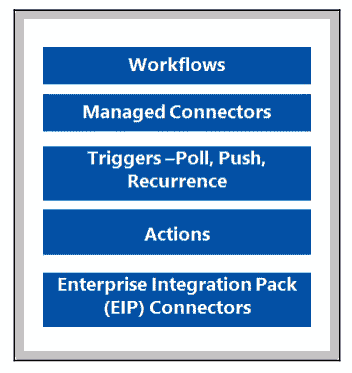 Workflows
Managed Connectors
Triggers –Poll, Push,
Recurrence
Actions
Enterprise Integration Pack
(EIP) Connectors